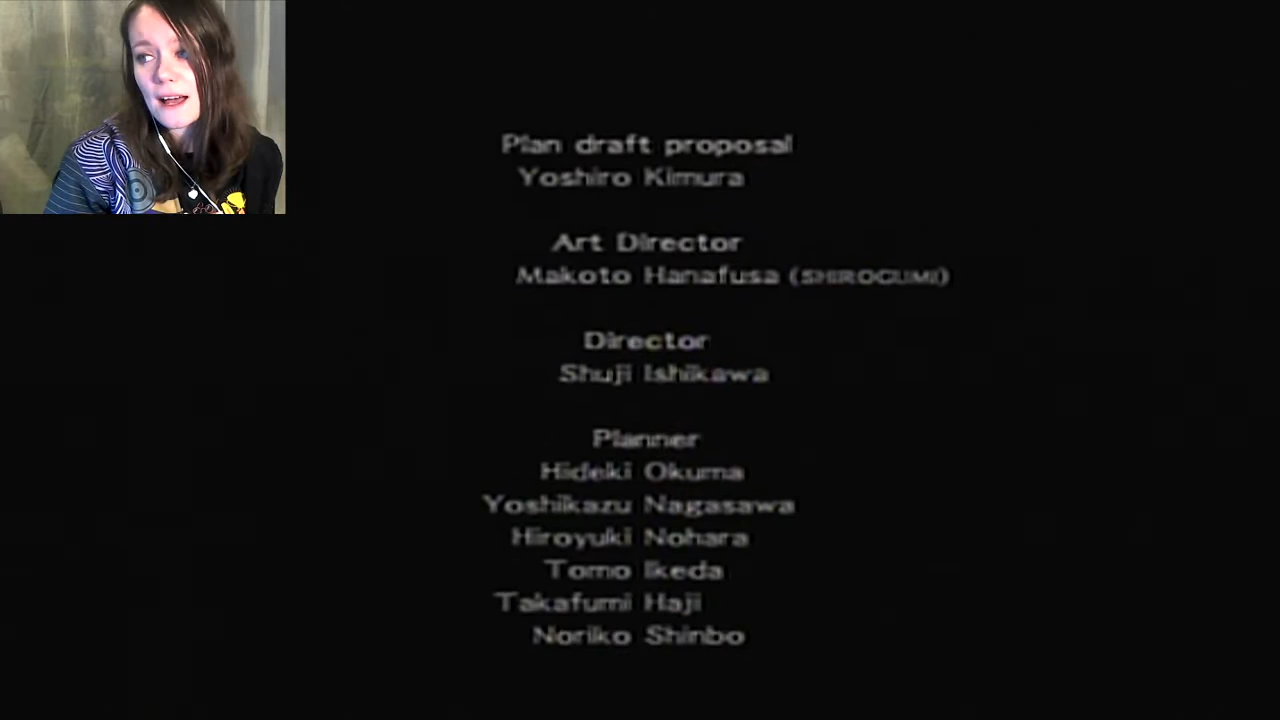 Plan draft proposal
Yoshiro Kimura
Art Director
Makoto Hanafusa (SHIROGUMI)
Director
Shuji Ishikawa
Planner
Hideki Okuma
Yoshikazu Nagasawa
Hiroyuki Nohara
Tomo Ikeda
Takafumi Haji
Noriko Shinbo